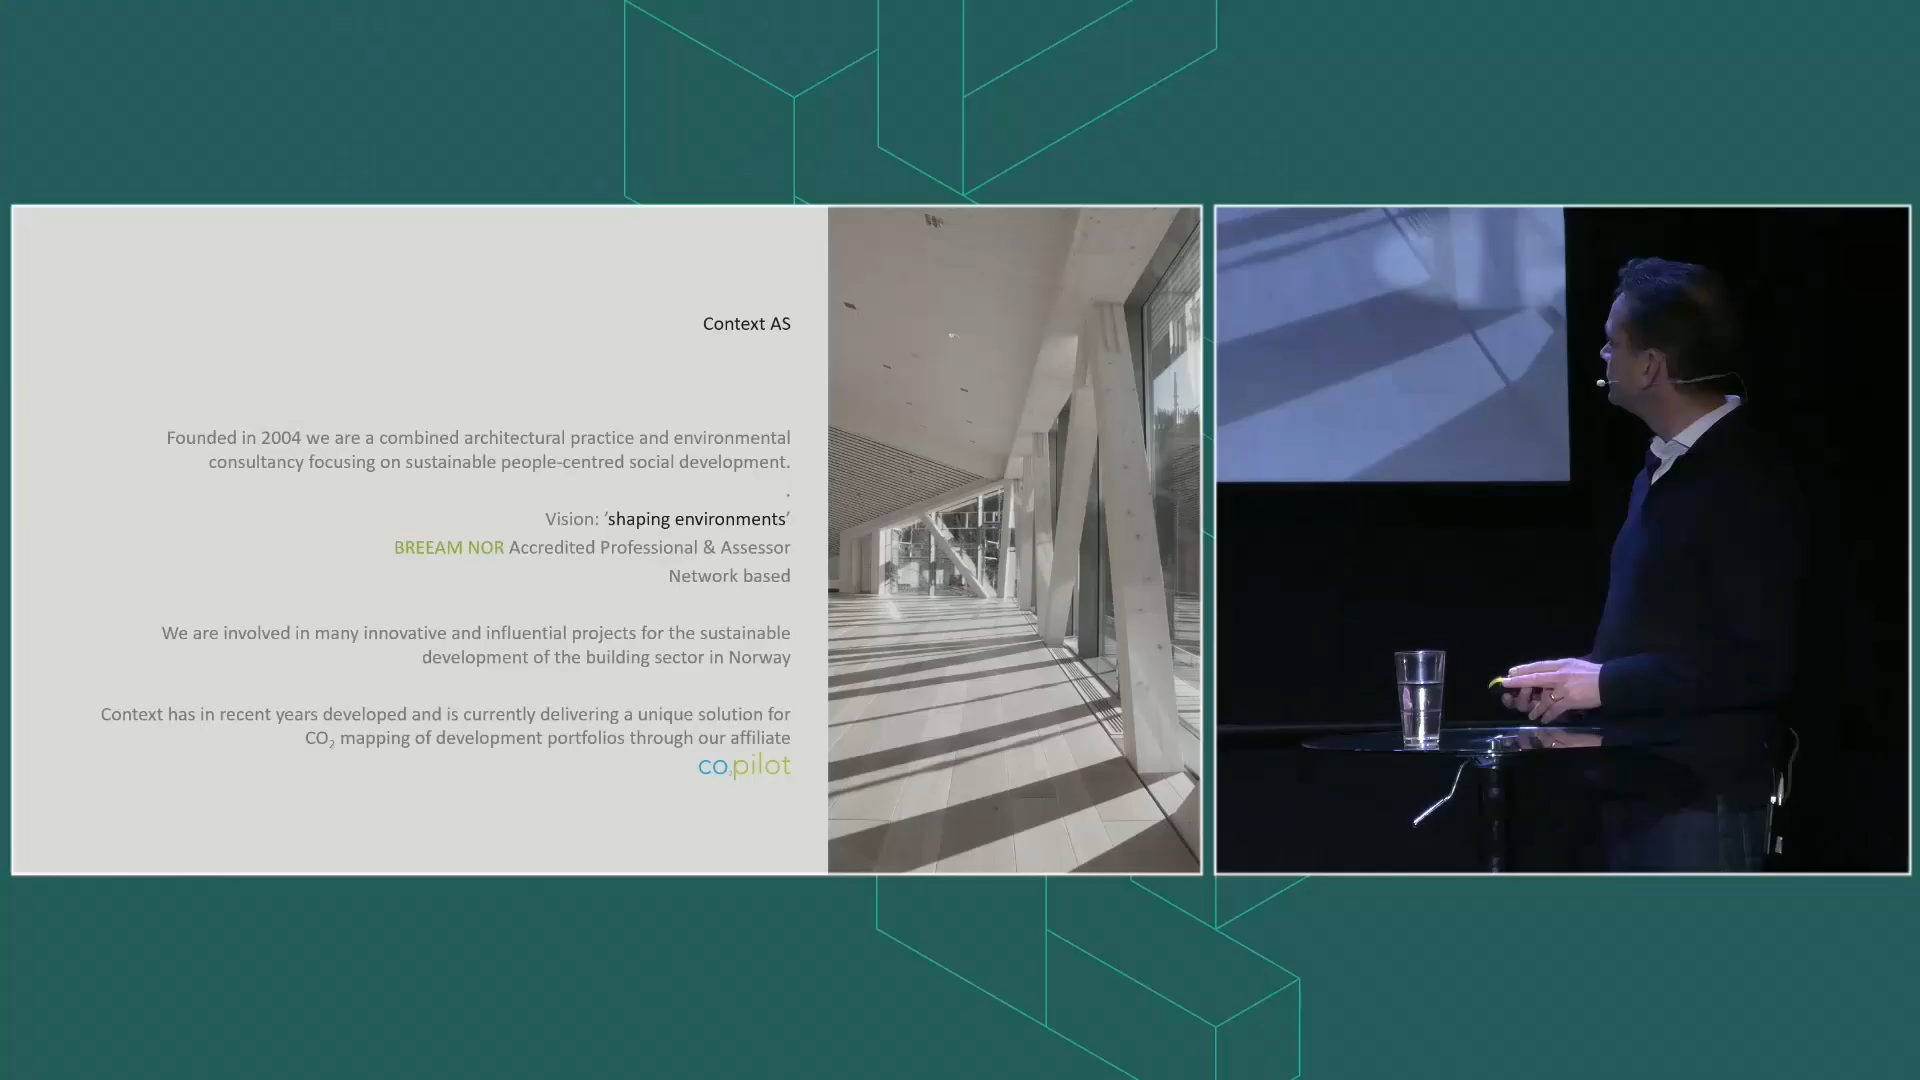 Context AS
Founded in 2004 we are a combined architectural practice and environmental
consultancy focusing on sustainable people-centred social development.
.
Vision: ’shaping environments’
BREEAM NOR Accredited Professional & Assessor
Network based
We are involved in many innovative and influential projects for the sustainable
development of the building sector in Norway
Context has in recent years developed and is currently delivering a unique solution for
CO₂ mapping of development portfolios through our affiliate
co₂pilot